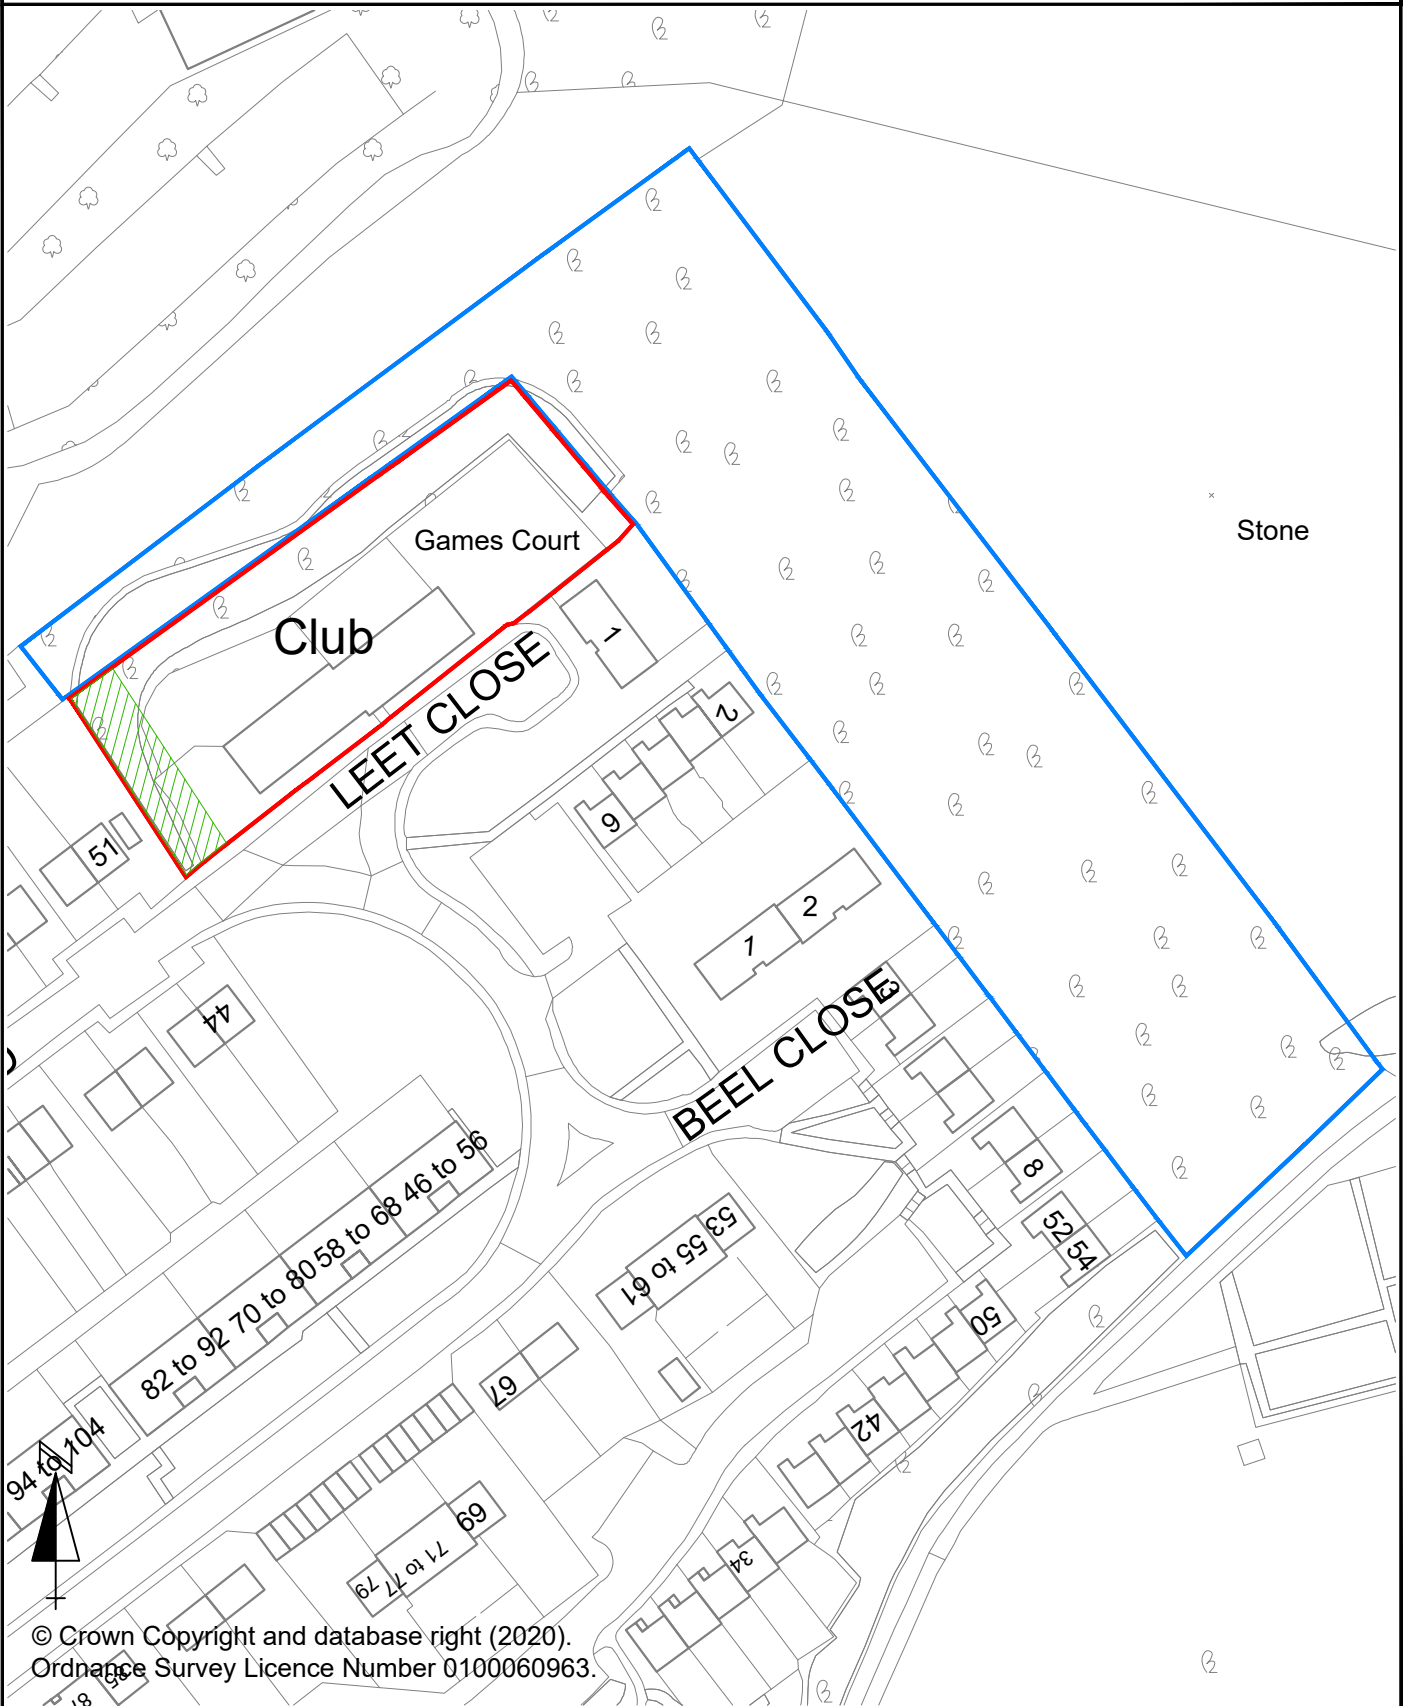 Games Court
Stone
Club
1
LEET CLOSE
2
6
51
2
1
3
44
BEEL CLOSE
8
46 to 56
58 to 68
70 to 80
82 to 92
94 to 104
52 54
53
55 to 61
50
67
42
69
71 to 77
79
34
85
87
N
© Crown Copyright and database right (2020).
Ordnance Survey Licence Number 0100060963.